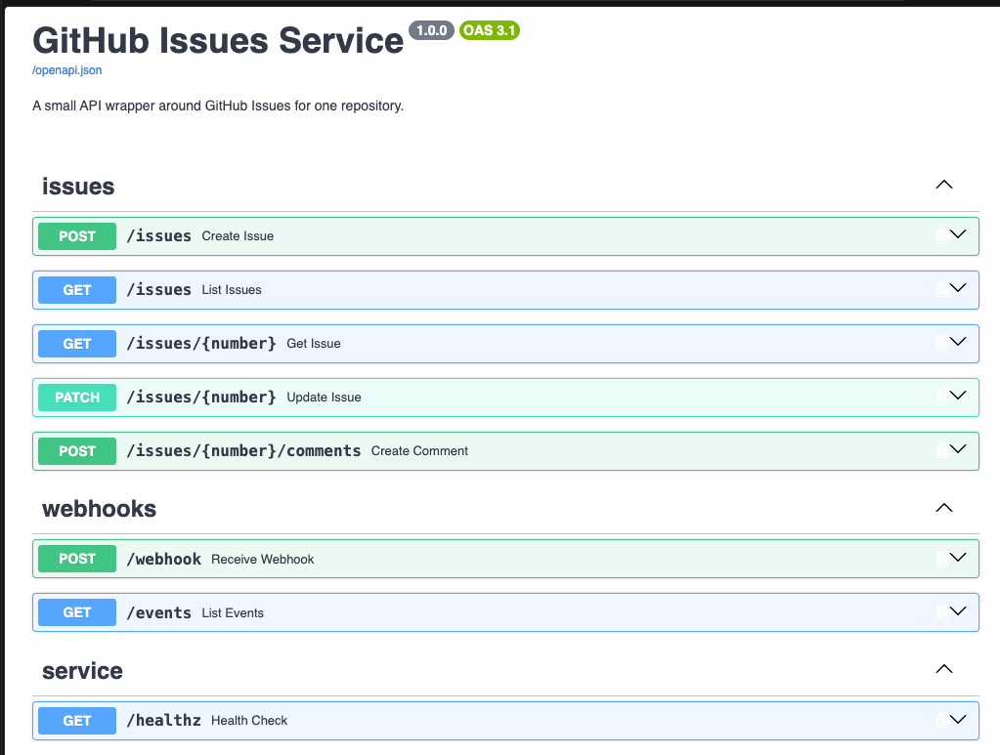 GitHub Issues Service 1.0.0 OAS 3.1
/openapi.json
A small API wrapper around GitHub Issues for one repository.
issues
POST /issues Create Issue
GET /issues List Issues
GET /issues/{number} Get Issue
PATCH /issues/{number} Update Issue
POST /issues/{number}/comments Create Comment
webhooks
POST /webhook Receive Webhook
GET /events List Events
service
GET /healthz Health Check